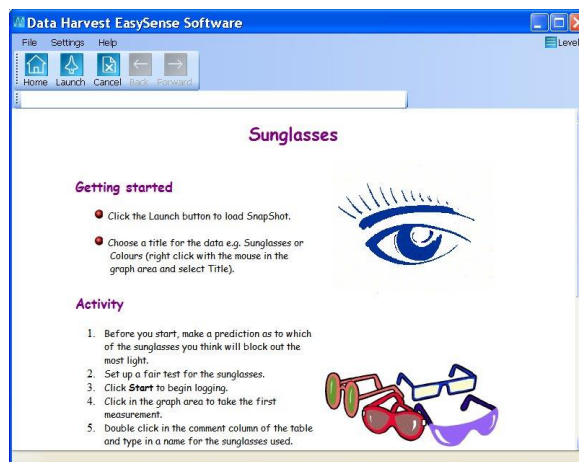 Data Harvest EasySense Software
File Settings Help
Level
Home Launch Cancel Back Forward
Sunglasses
Getting started
Click the Launch button to load SnapShot.
Choose a title for the data e.g. Sunglasses or
Colours (right click with the mouse in the
graph area and select Title).
Activity
1. Before you start, make a prediction as to which
of the sunglasses you think will block out the
most light.
2. Set up a fair test for the sunglasses.
3. Click Start to begin logging.
4. Click in the graph area to take the first
measurement.
5. Double click in the comment column of the table
and type in a name for the sunglasses used.